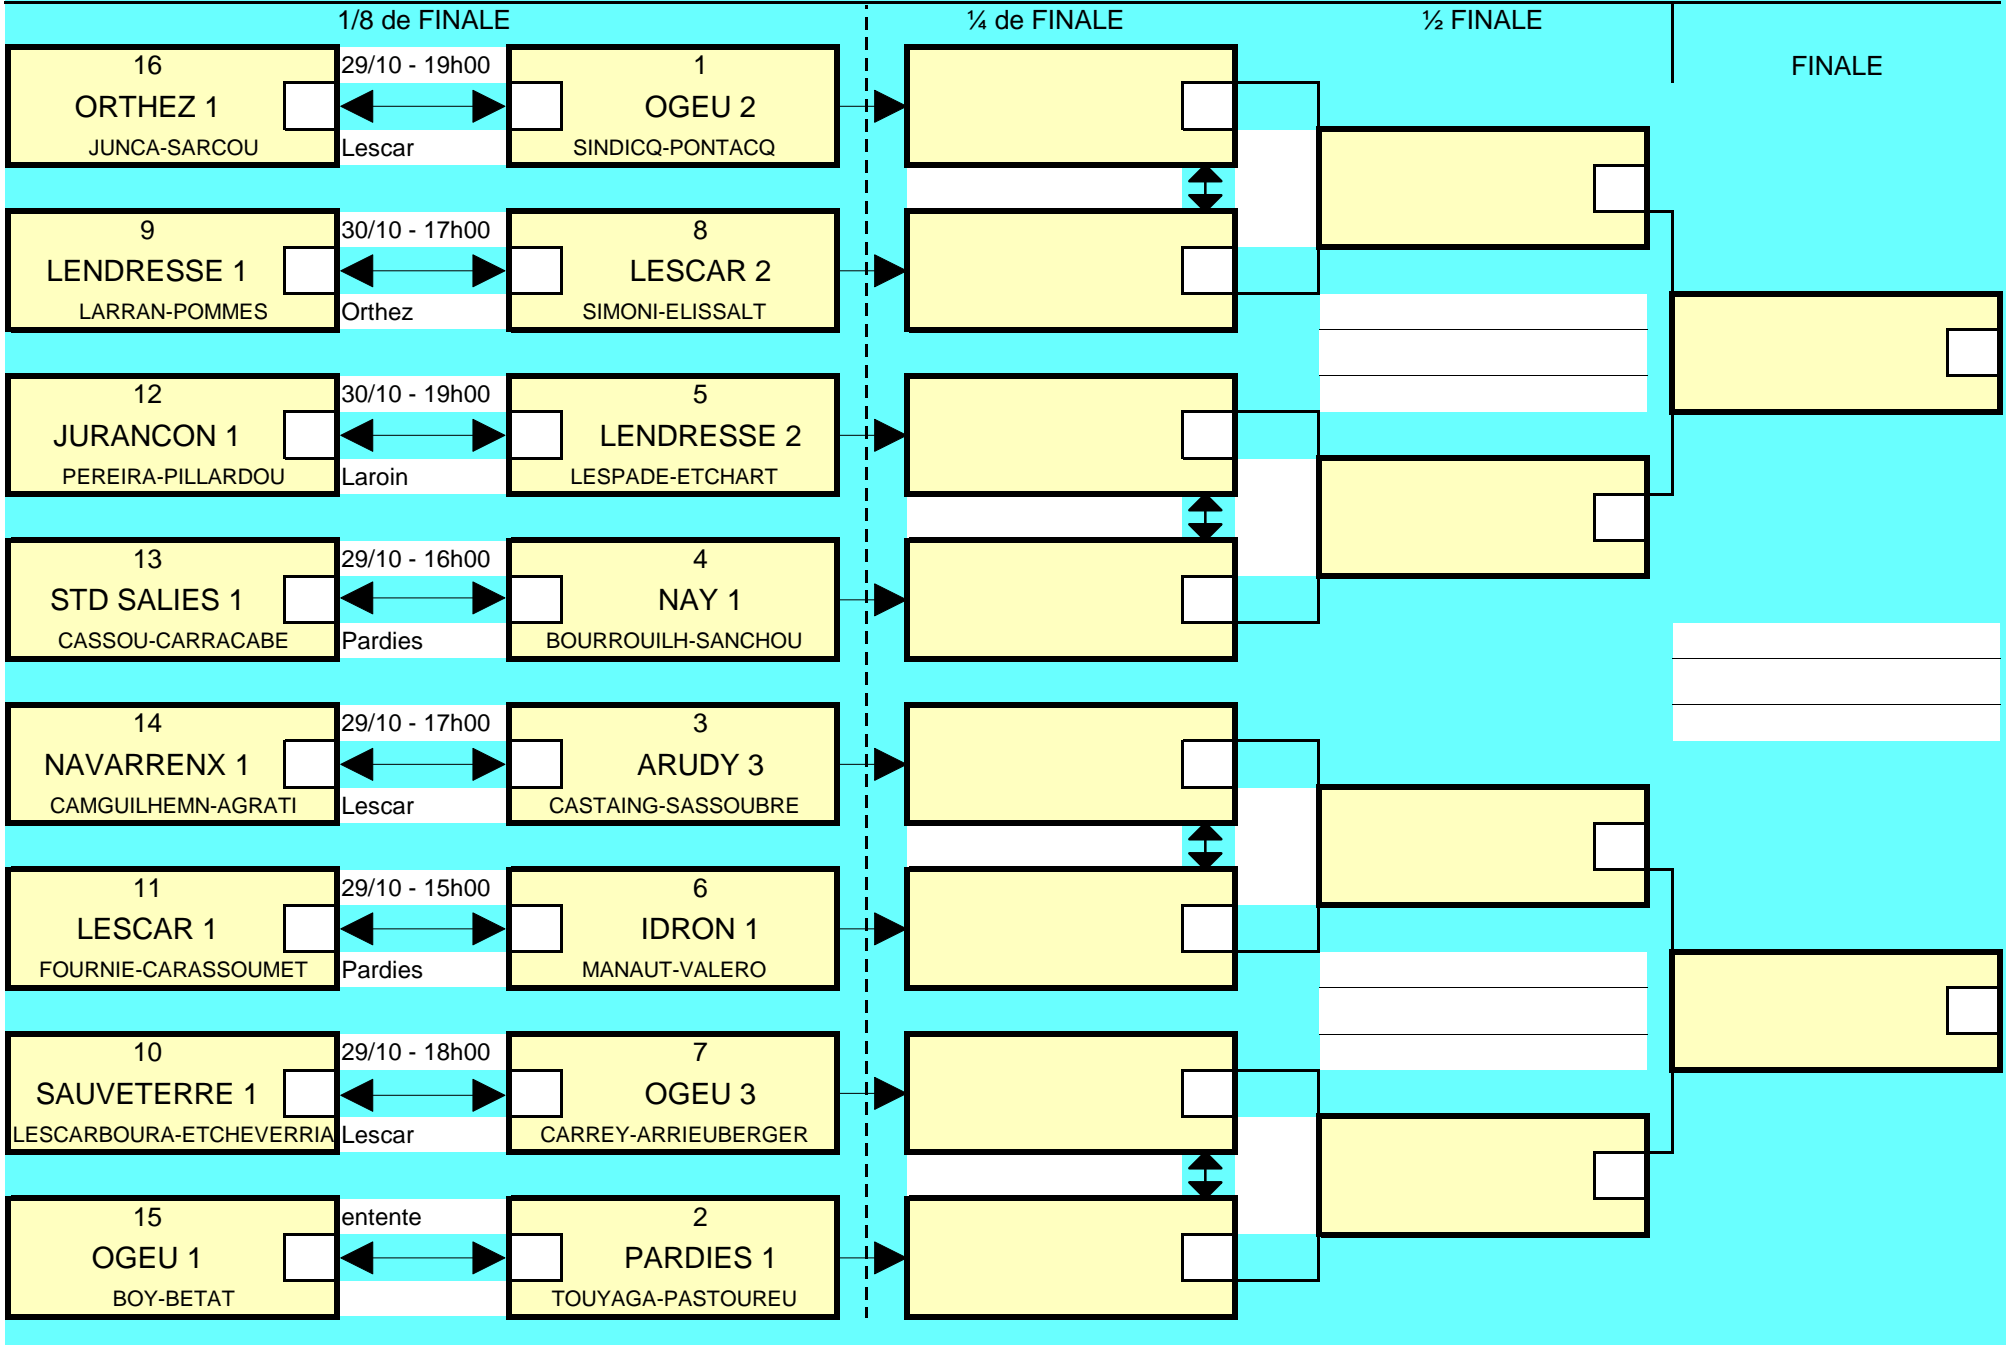 1/8 de FINALE
¼ de FINALE
½ FINALE
FINALE
16
ORTHEZ 1
JUNCA-SARCOU
29/10 - 19h00
Lescar
1
OGEU 2
SINDICQ-PONTACQ
9
LENDRESSE 1
LARRAN-POMMES
30/10 - 17h00
Orthez
8
LESCAR 2
SIMONI-ELISSALT
12
JURANCON 1
PEREIRA-PILLARDOU
30/10 - 19h00
Laroin
5
LENDRESSE 2
LESPADE-ETCHART
13
STD SALIES 1
CASSOU-CARRACABE
29/10 - 16h00
Pardies
4
NAY 1
BOURROUILH-SANCHOU
14
NAVARRENX 1
CAMGUILHEMN-AGRATI
29/10 - 17h00
Lescar
3
ARUDY 3
CASTAING-SASSOUBRE
11
LESCAR 1
FOURNIE-CARASSOUMET
29/10 - 15h00
Pardies
6
IDRON 1
MANAUT-VALERO
10
SAUVETERRE 1
LESCARBOURA-ETCHEVERRIA
29/10 - 18h00
Lescar
7
OGEU 3
CARREY-ARRIEUBERGER
15
OGEU 1
BOY-BETAT
entente
2
PARDIES 1
TOUYAGA-PASTOUREU